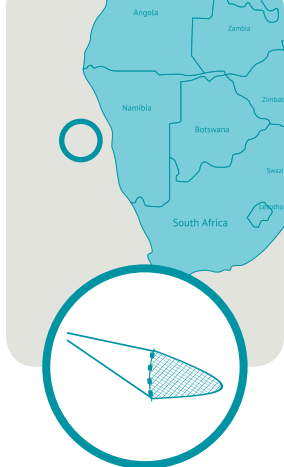 Angola
Zambia
Namibia
Zimbab
Botswana
Swazi
Lesotho
South Africa